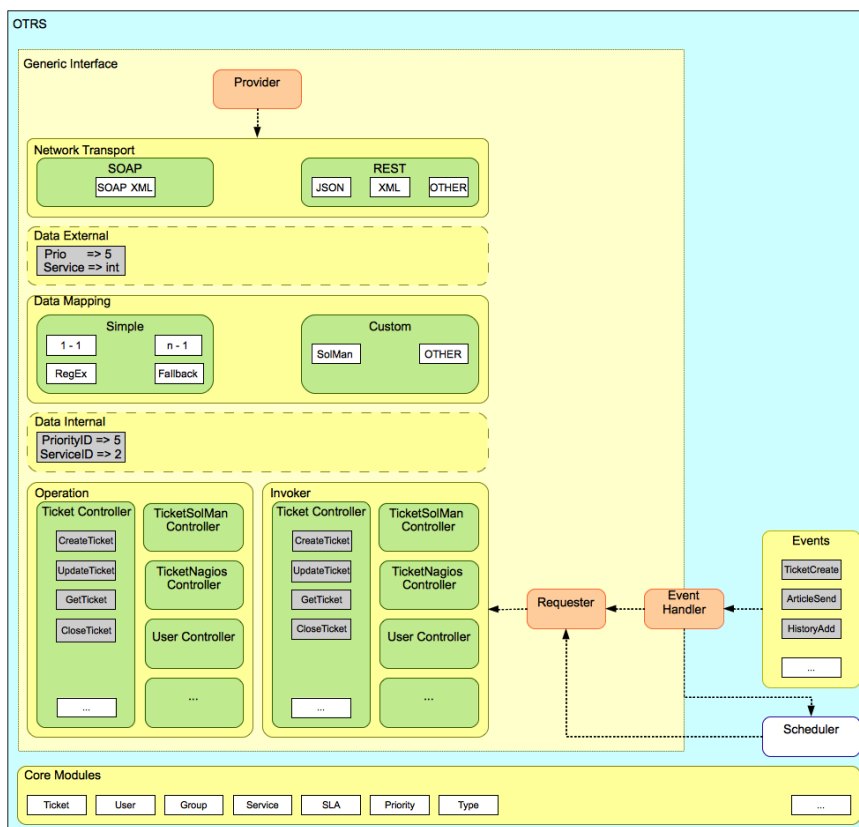 OTRS
Generic Interface
Provider
Network Transport
SOAP
SOAP XML
REST
JSON
XML
OTHER
Data External
Prio => 5
Service => int
Data Mapping
Simple
1 - 1
n - 1
RegEx
Fallback
Custom
SolMan
OTHER
Data Internal
PriorityID => 5
ServiceID => 2
Operation
Ticket Controller
CreateTicket
UpdateTicket
GetTicket
CloseTicket
...
TicketSolMan
Controller
TicketNagios
Controller
User Controller
...
Invoker
Ticket Controller
CreateTicket
UpdateTicket
GetTicket
CloseTicket
...
TicketSolMan
Controller
TicketNagios
Controller
User Controller
...
Requester
Event
Handler
Events
TicketCreate
ArticleSend
HistoryAdd
...
Scheduler
Core Modules
Ticket
User
Group
Service
SLA
Priority
Type
...